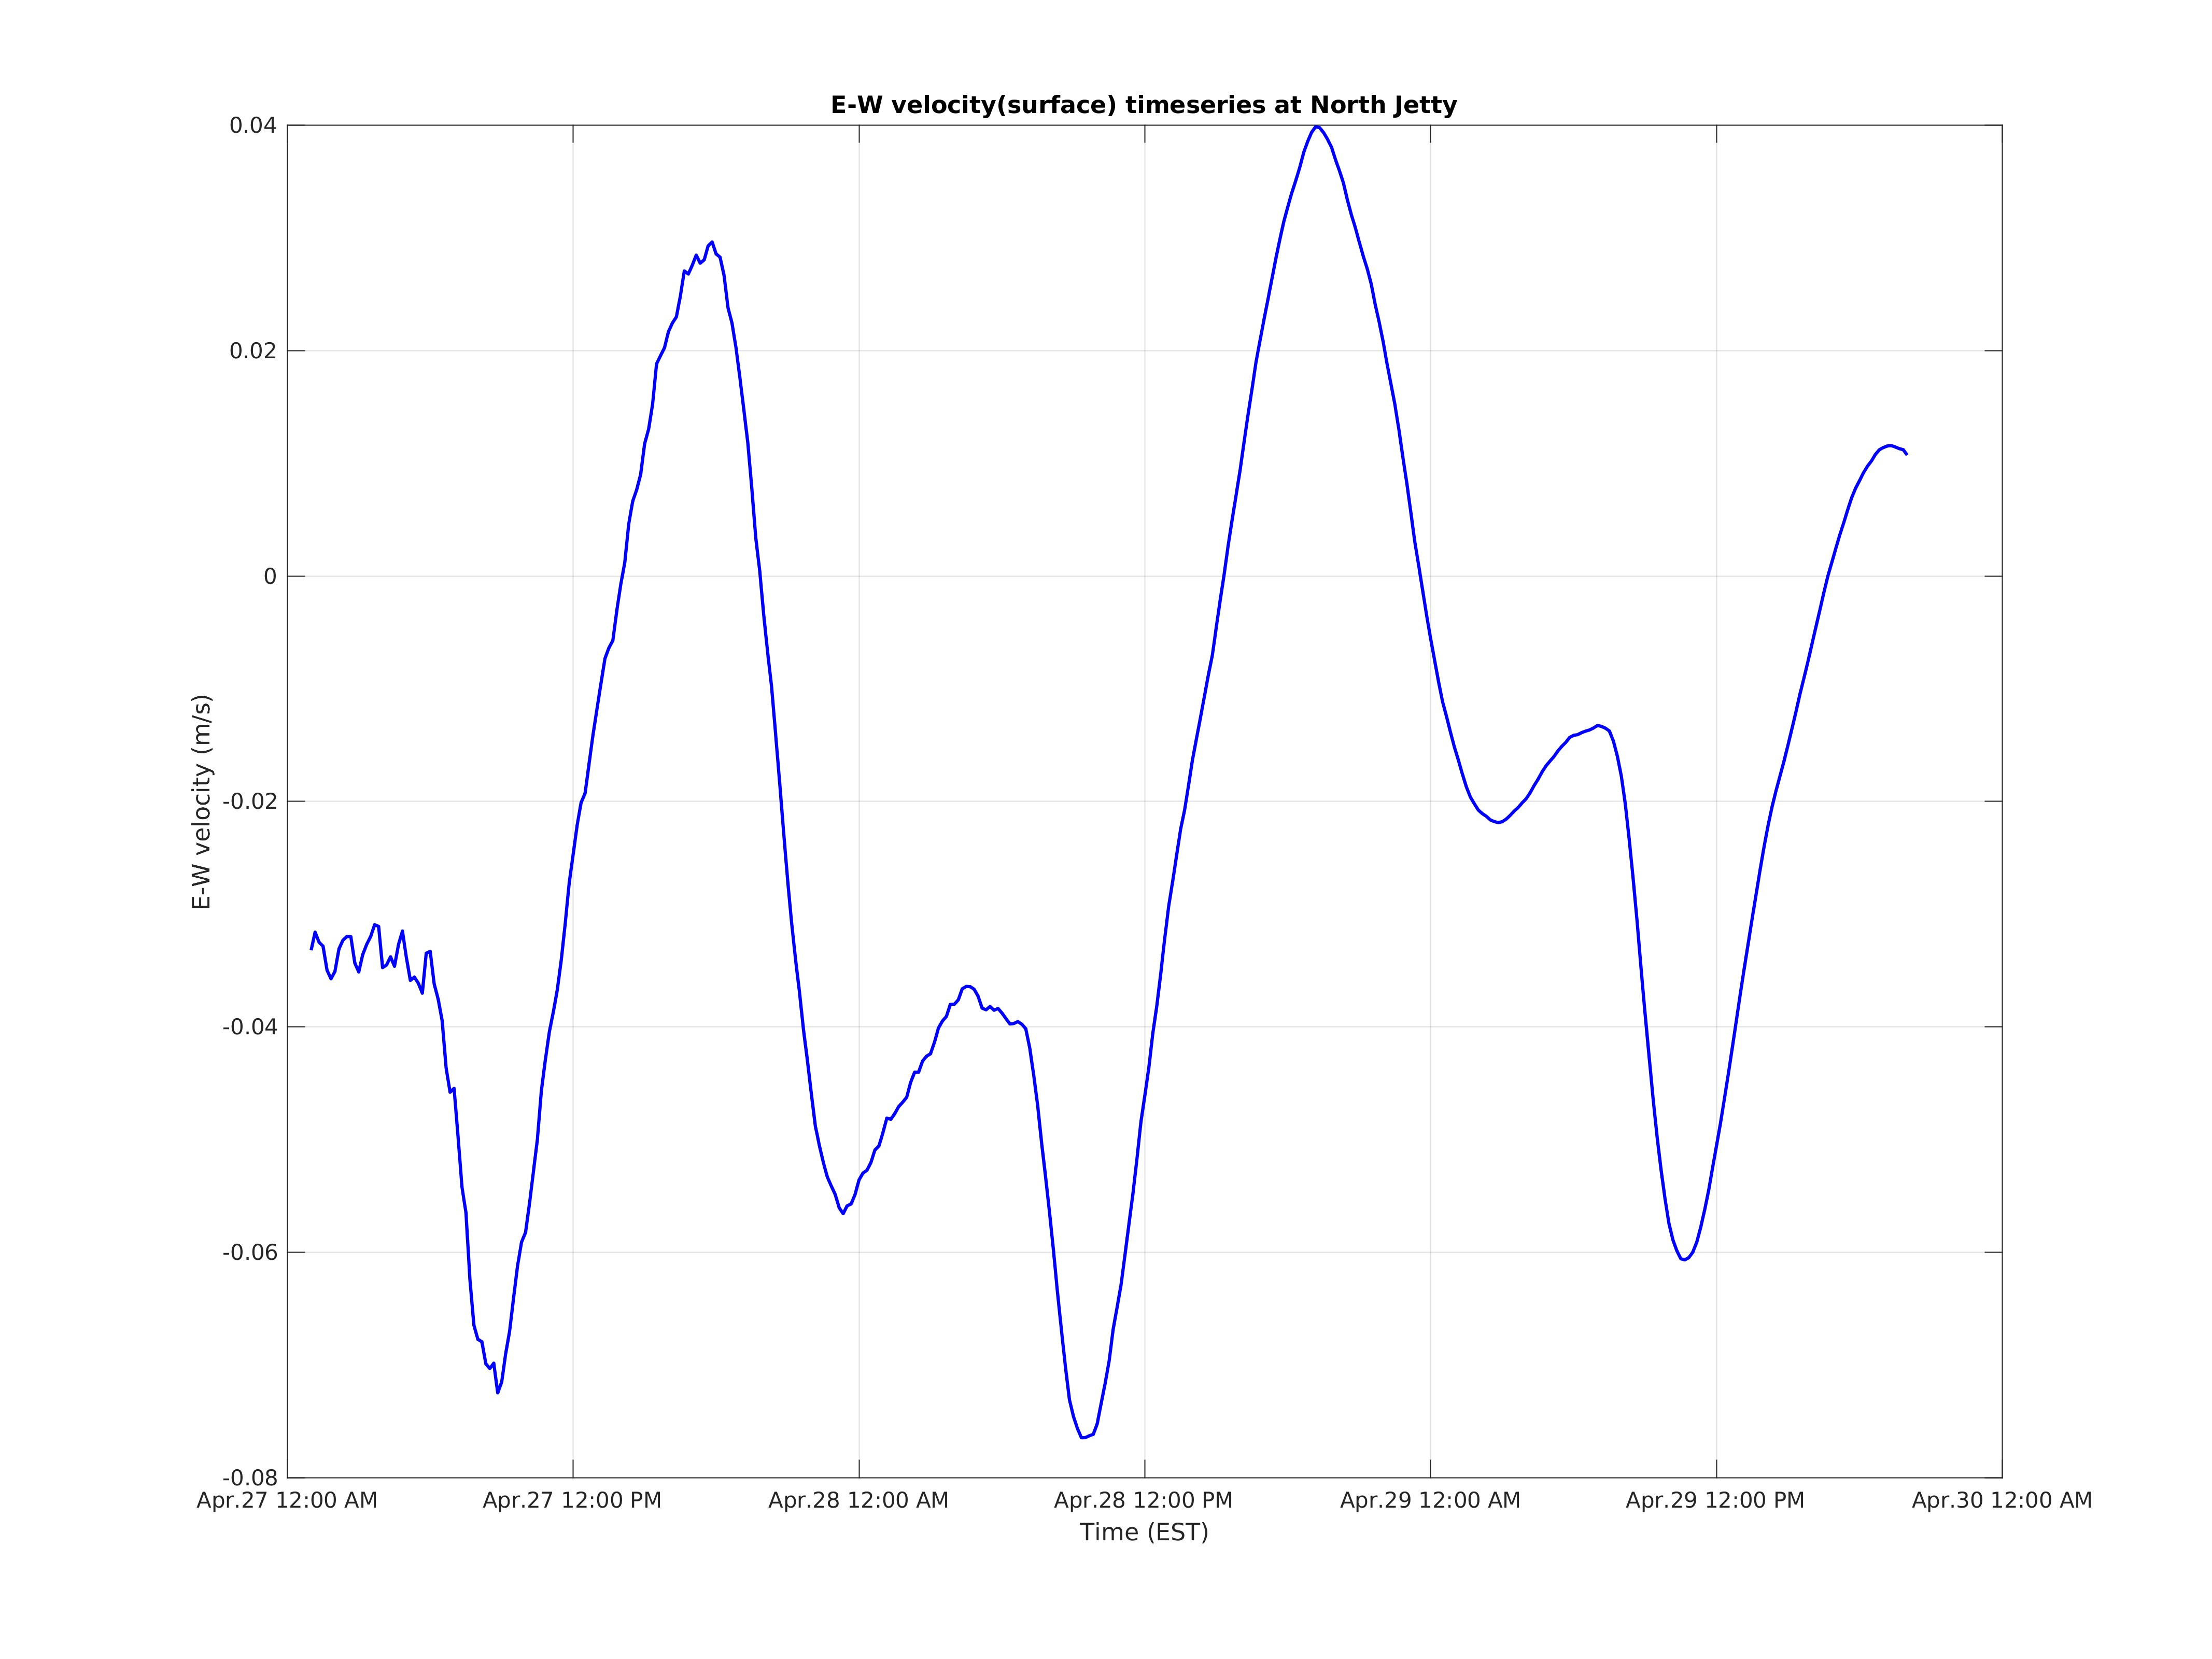 E-W velocity(surface) timeseries at North Jetty
0.04
0.02
0
-0.02
-0.04
-0.06
-0.08
E-W velocity (m/s)
Apr.27 12:00 AM Apr.27 12:00 PM Apr.28 12:00 AM Apr.28 12:00 PM Apr.29 12:00 AM Apr.29 12:00 PM Apr.30 12:00 AM
Time (EST)